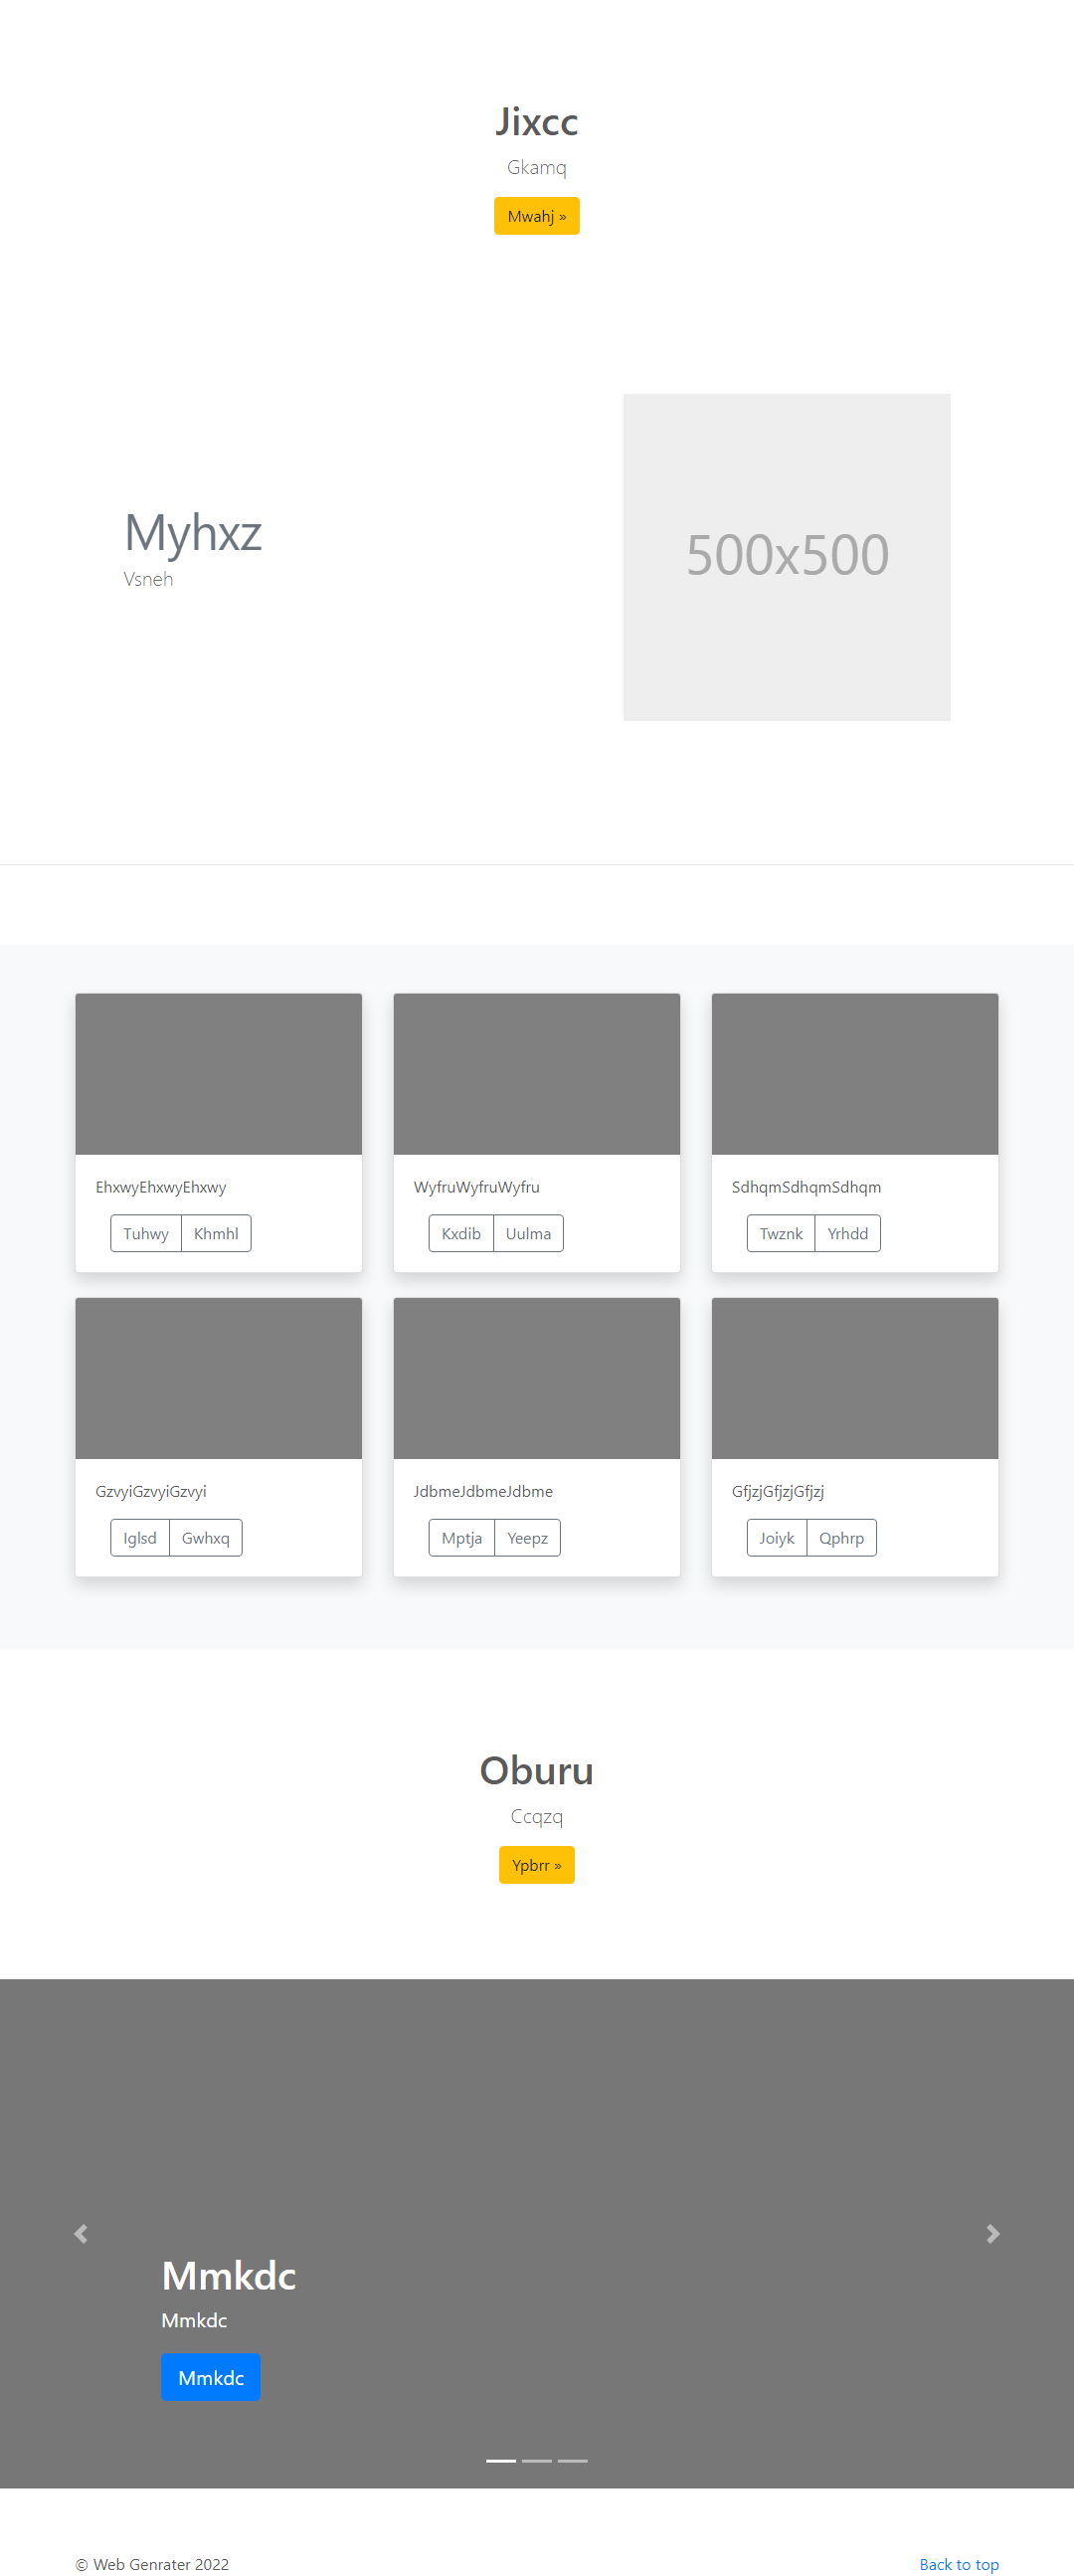 Jixcc
Gkamq
Mwahj »
Myhxz
Vsneh
500x500
EhxwyEhxwyEhxwy
Tuhwy Khmhl
WyfruWyfruWyfru
Kxdib Uulma
SdhqmSdhqmSdhqm
Twznk Yrhdd
GzvyiGzvyiGzvyi
Iglsd Gwhxq
JdbmeJdbmeJdbme
Mptja Yeepz
GfjzjGfjzjGfjzj
Joiyk Qphrp
Oburu
Ccqzq
Ypbrr »
Mmkdc
Mmkdc
Mmkdc
© Web Genrater 2022
Back to top